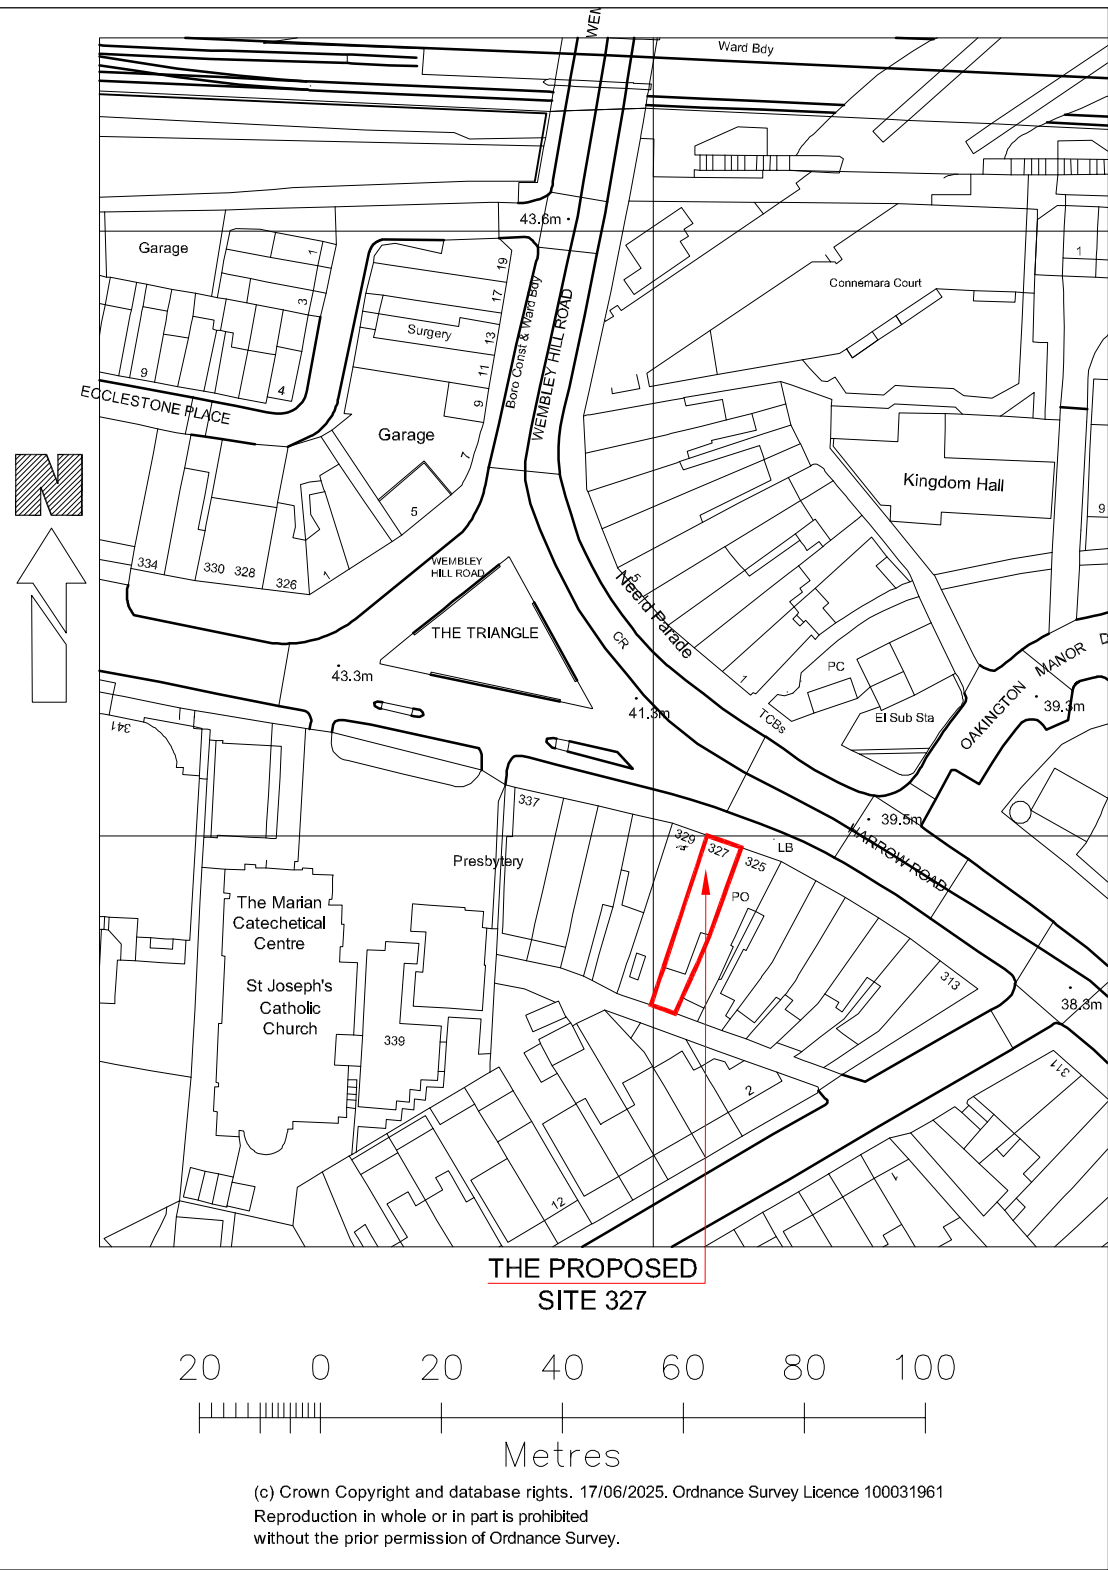 WEM
Ward Bdy
43.6m
Garage
1
3
19
17
Surgery
13
11
9
9
4
7
5
Boro Const & Ward Bdy
WEMBLEY HILL ROAD
Connemara Court
1
ECCLESTONE PLACE
Garage
Kingdom Hall
9
N
334
330
328
326
1
WEMBLEY
HILL ROAD
THE TRIANGLE
5
Neeld Parade
CR
1
PC
TCBs
El Sub Sta
OAKINGTON MANOR D
39.3m
43.3m
41.3m
341
337
329
327
325
LB
39.5m
HARROW ROAD
PO
Presbytery
The Marian
Catechetical
Centre
St Joseph's
Catholic
Church
339
313
38.3m
311
2
12
1
THE PROPOSED
SITE 327
20 0 20 40 60 80 100
Metres
(c) Crown Copyright and database rights. 17/06/2025. Ordnance Survey Licence 100031961
Reproduction in whole or in part is prohibited
without the prior permission of Ordnance Survey.